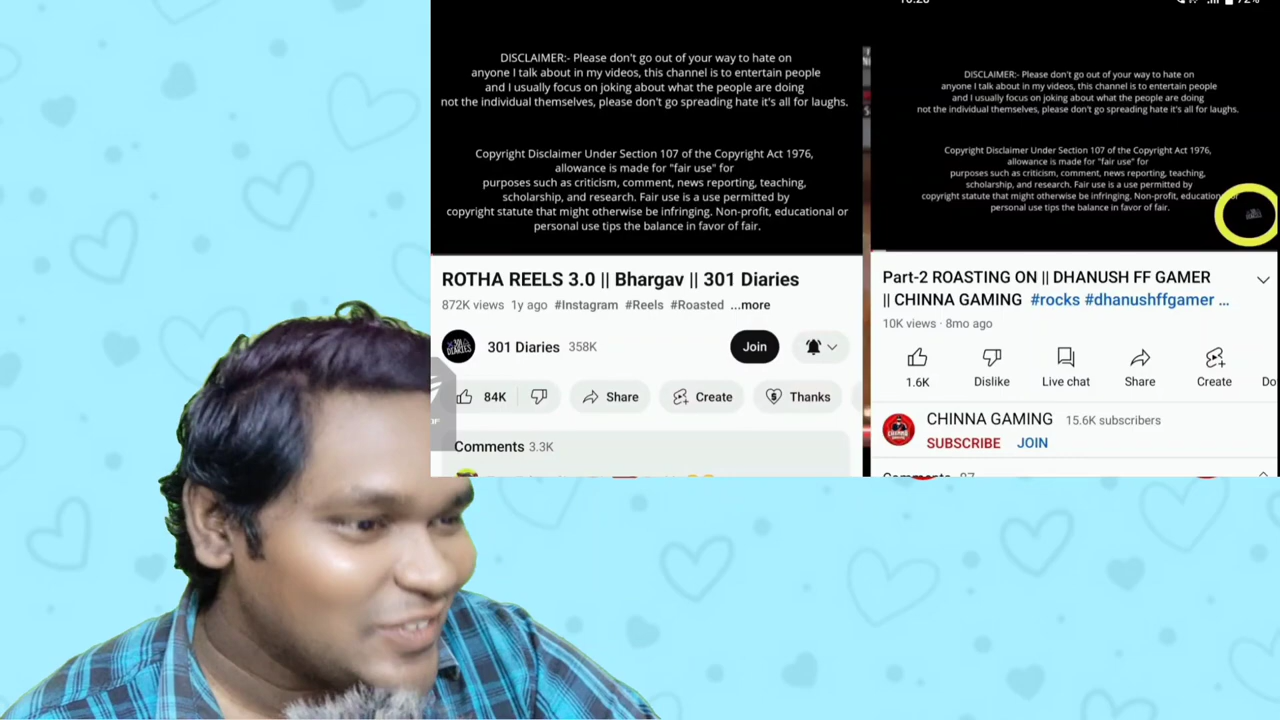 DISCLAIMER:- Please don't go out of your way to hate on
anyone I talk about in my videos, this channel is to entertain people
and I usually focus on joking about what the people are doing
not the individual themselves, please don't go spreading hate it's all for laughs.
Copyright Disclaimer Under Section 107 of the Copyright Act 1976,
allowance is made for "fair use" for
purposes such as criticism, comment, news reporting, teaching,
scholarship, and research. Fair use is a use permitted by
copyright statute that might otherwise be infringing. Non-profit, educational or
personal use tips the balance in favor of fair.
ROTHA REELS 3.0 || Bhargav || 301 Diaries
872K views 1y ago #Instagram #Reels #Roasted ...more
301 DIARIES
301 Diaries 358K
Join
84K
Share
Create
Thanks
Comments 3.3K
72%
DISCLAIMER:- Please don't go out of your way to hate on
anyone I talk about in my videos, this channel is to entertain people
and I usually focus on joking about what the people are doing
not the individual themselves, please don't go spreading hate it's all for laughs.
Copyright Disclaimer Under Section 107 of the Copyright Act 1976,
allowance is made for "fair use" for
purposes such as criticism, comment, news reporting, teaching,
scholarship, and research. Fair use is a use permitted by
copyright statute that might otherwise be infringing. Non-profit, educational or
personal use tips the balance in favor of fair.
Part-2 ROASTING ON || DHANUSH FF GAMER
|| CHINNA GAMING #rocks #dhanushffgamer ...
10K views · 8mo ago
1.6K
Dislike
Live chat
Share
Create
Do
CHINNA GAMING 15.6K subscribers
SUBSCRIBE JOIN